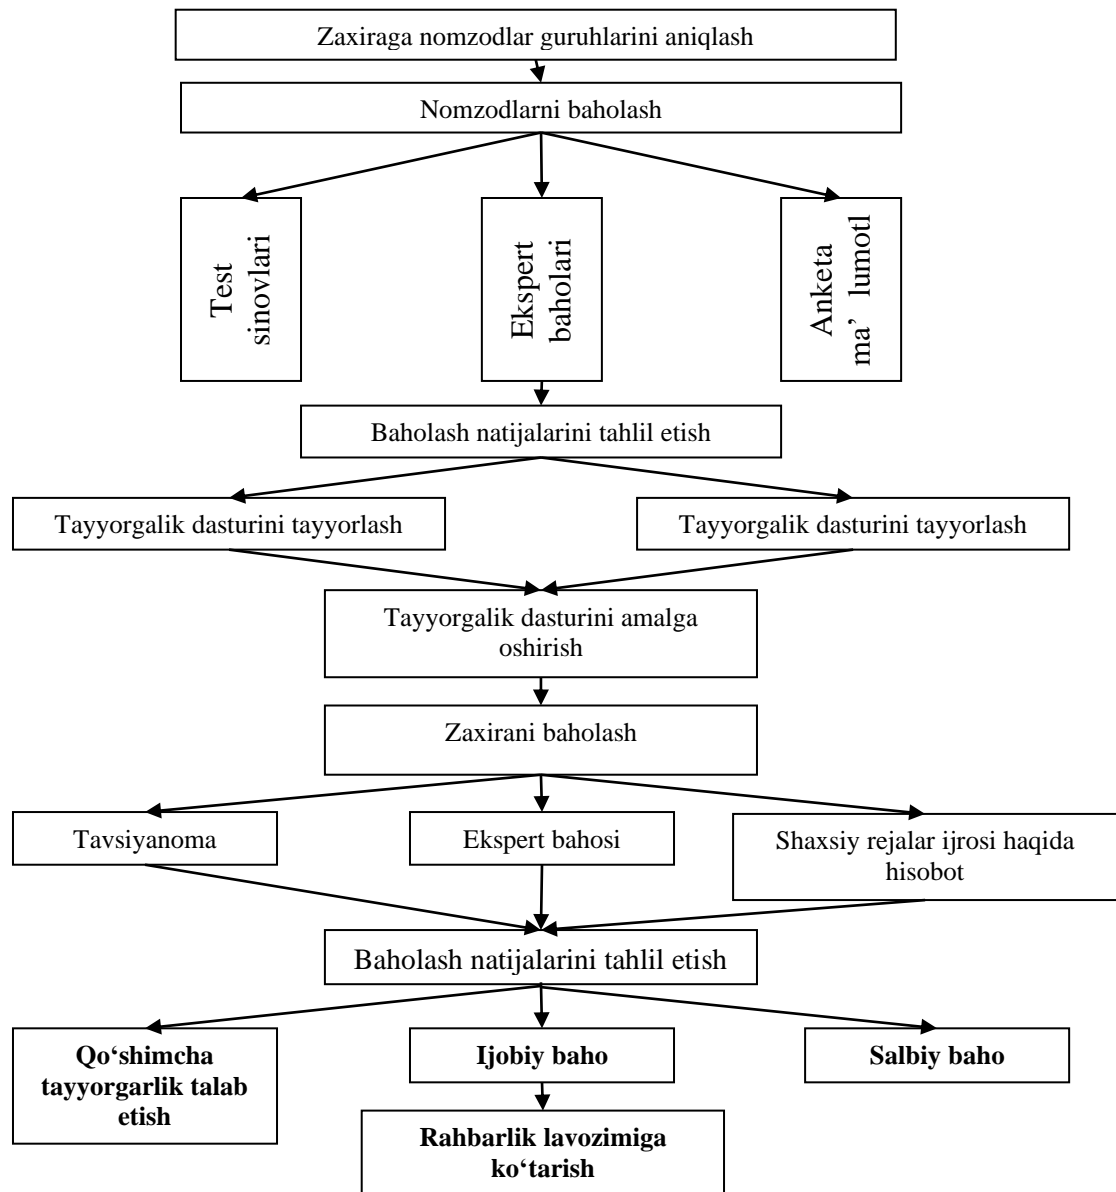 Zaxiraga nomzodlar guruhlarini aniqlash
Nomzodlarni baholash
Test
sinovlari
Ekspert
baholari
Anketa
ma’ lumotl
Baholash natijalarini tahlil etish
Tayyorgalik dasturini tayyorlash
Tayyorgalik dasturini tayyorlash
Tayyorgalik dasturini amalga
oshirish
Zaxirani baholash
Tavsiyanoma
Ekspert bahosi
Shaxsiy rejalar ijrosi haqida
hisobot
Baholash natijalarini tahlil etish
Qo‘shimcha
tayyorgarlik talab
etish
Ijobiy baho
Salbiy baho
Rahbarlik lavozimiga
ko‘tarish